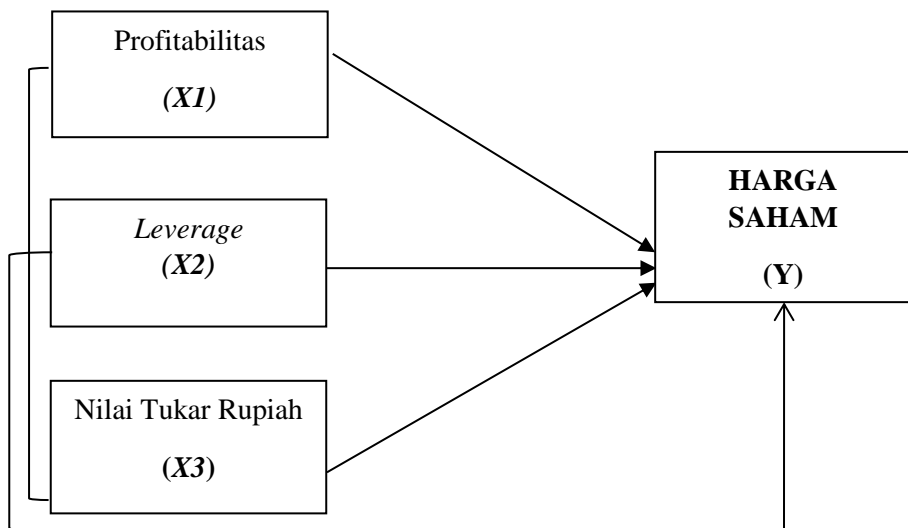 Profitabilitas
(X1)
Leverage
(X2)
Nilai Tukar Rupiah
(X3)
HARGA
SAHAM
(Y)